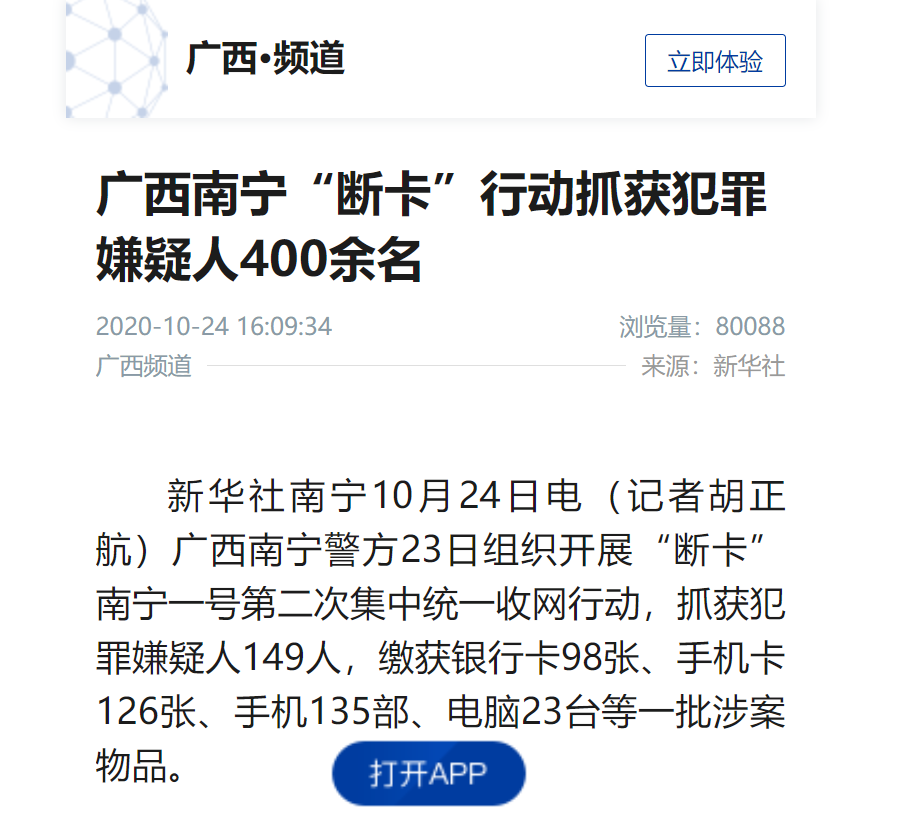 广西•频道
立即体验
广西南宁“断卡”行动抓获犯罪
嫌疑人400余名
2020-10-24 16:09:34
浏览量：80088
广西频道
来源：新华社
新华社南宁10月24日电（记者胡正
航）广西南宁警方23日组织开展“断卡”
南宁一号第二次集中统一收网行动，抓获犯
罪嫌疑人149人，缴获银行卡98张、手机卡
126张、手机135部、电脑23台等一批涉案
物品。
打开APP